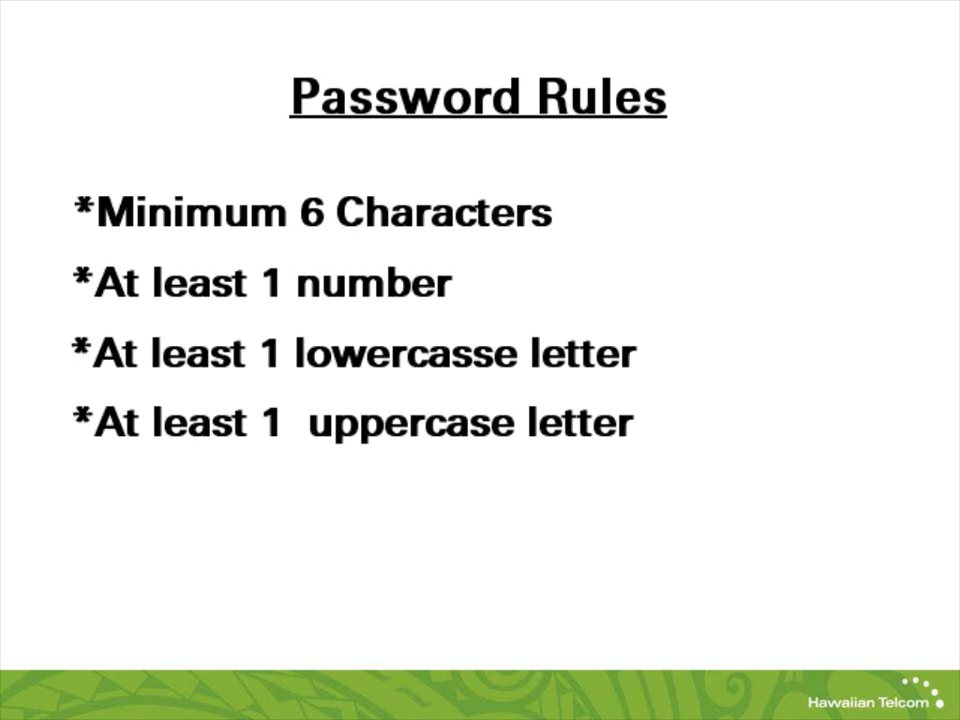 Password Rules
*Minimum 6 Characters
*At least 1 number
*At least 1 lowercasse letter
*At least 1  uppercase letter
Hawaiian Telcom